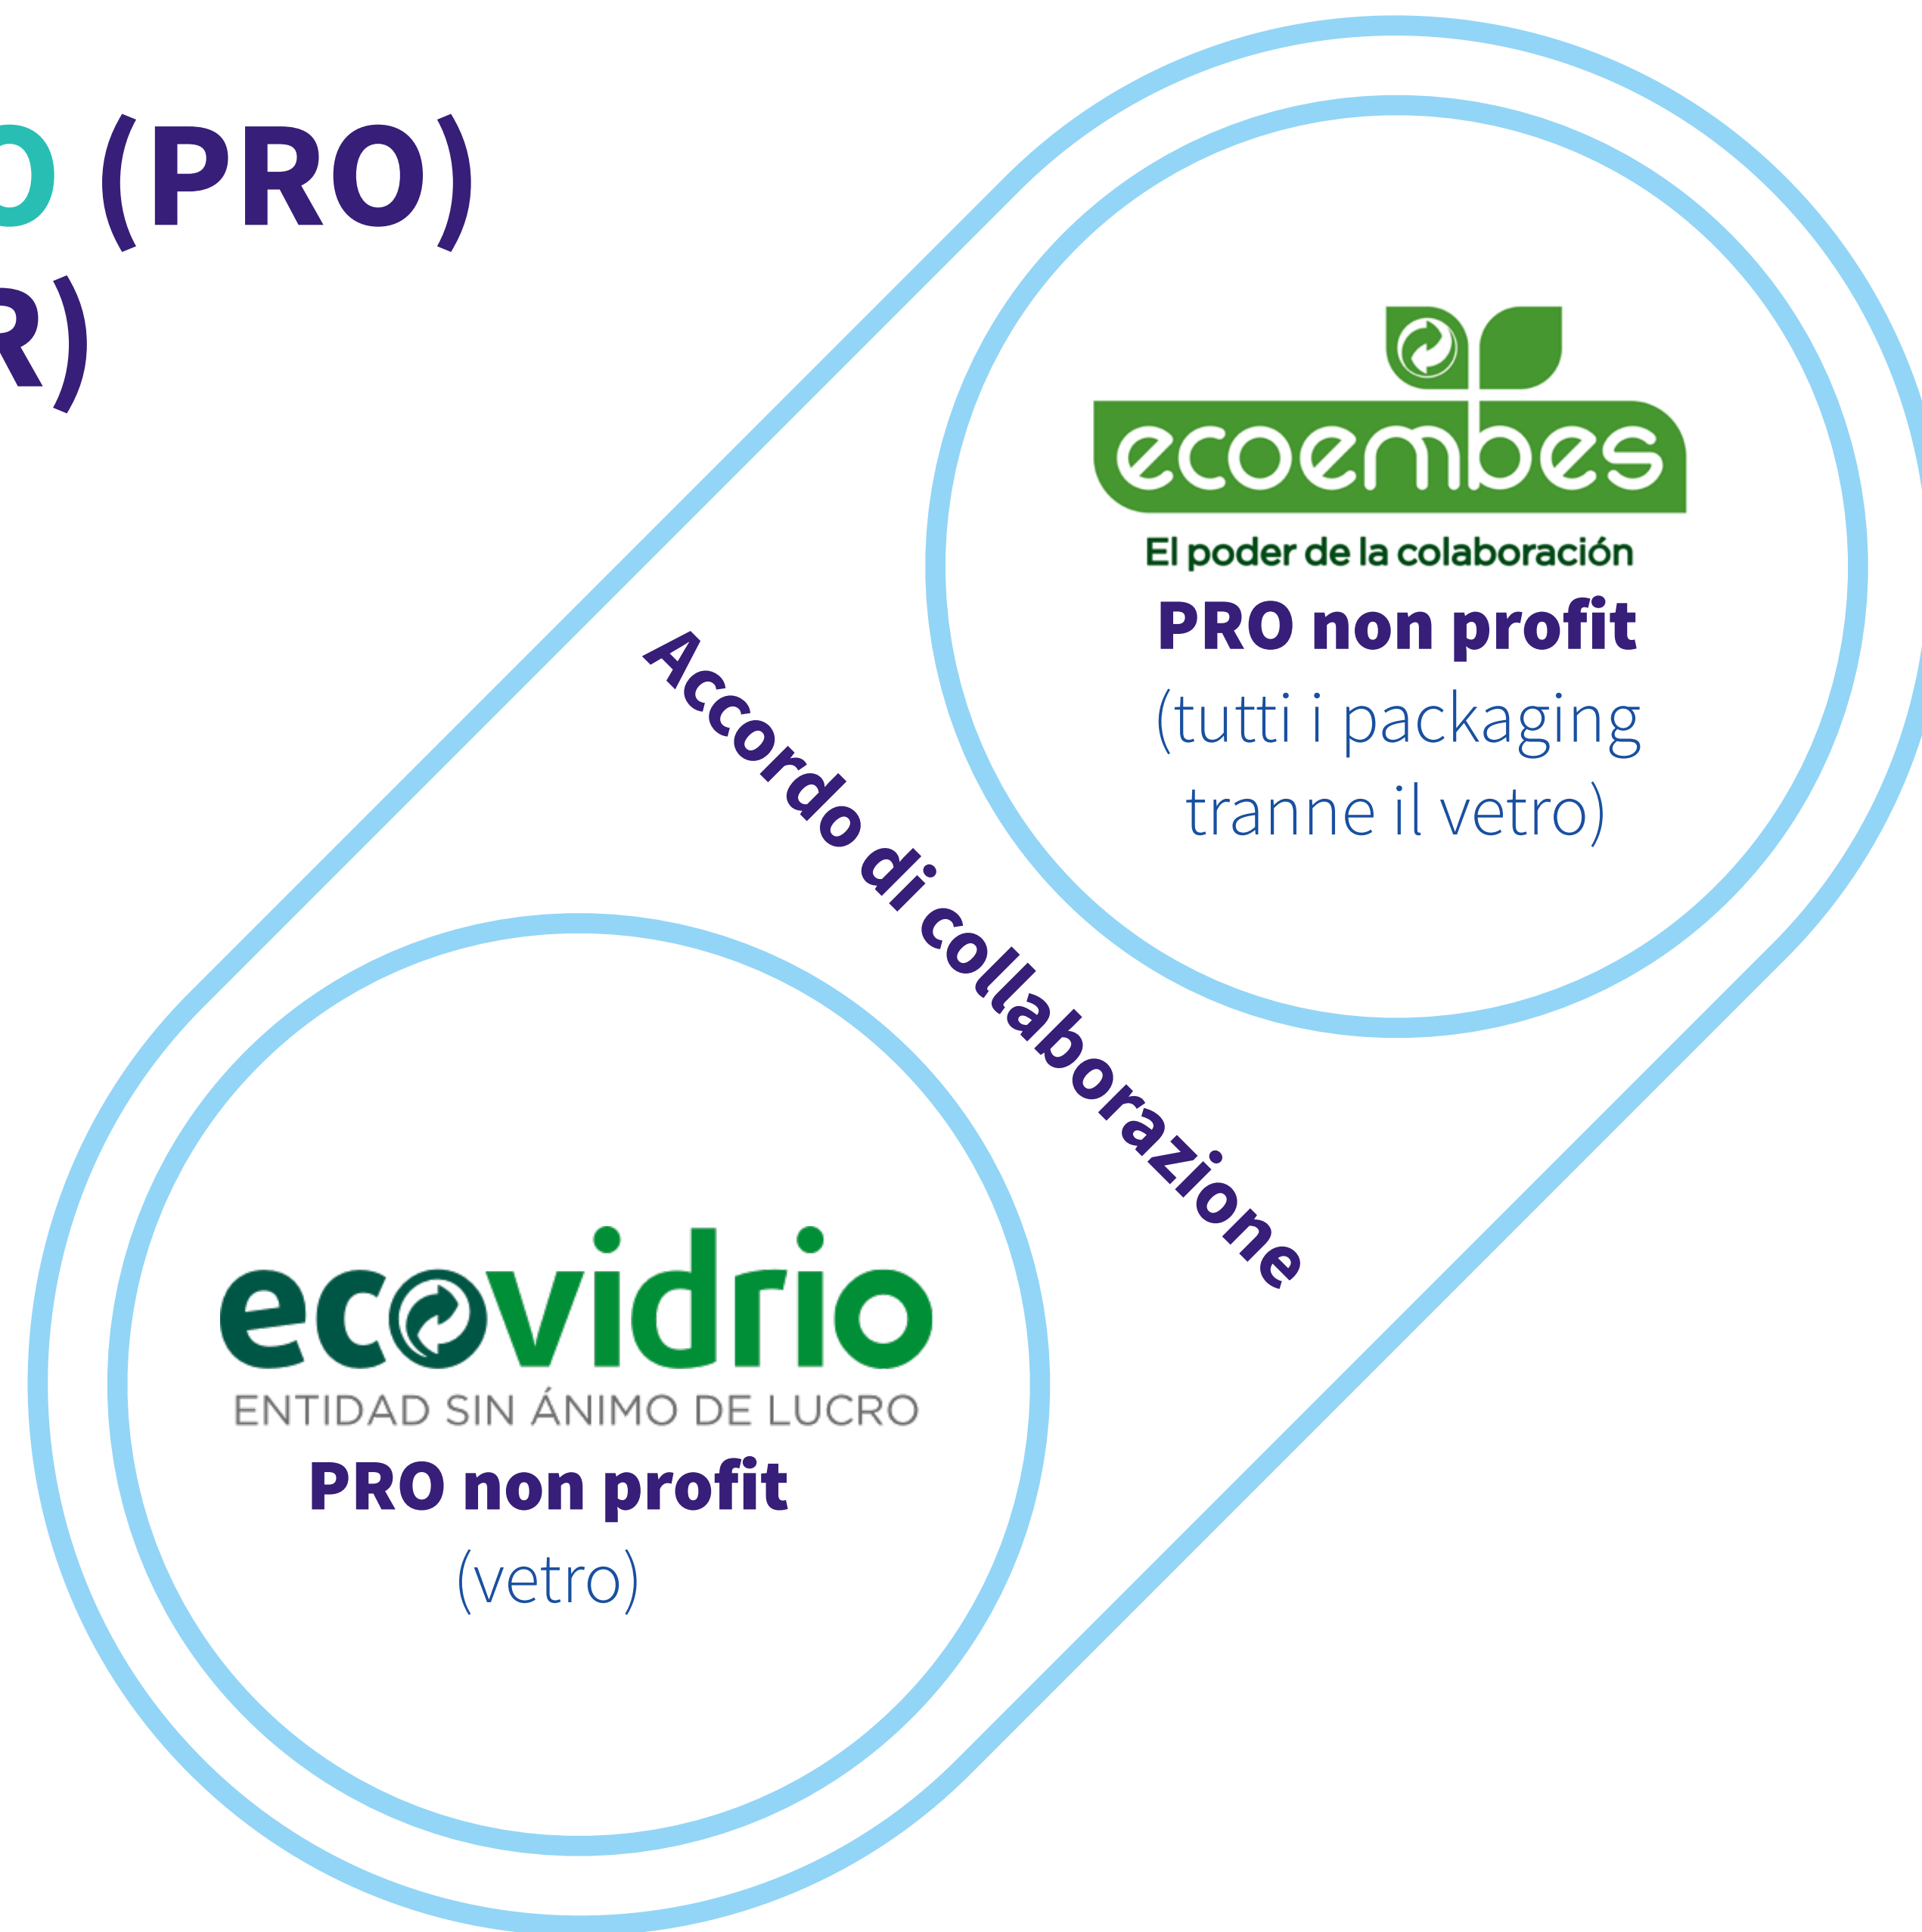 O (PRO)
R)
ecoembes
El poder de la colaboración
PRO non profit
(tutti i packaging
tranne il vetro)
Accordo di collaborazione
ecovidrio
ENTIDAD SIN ÁNIMO DE LUCRO
PRO non profit
(vetro)